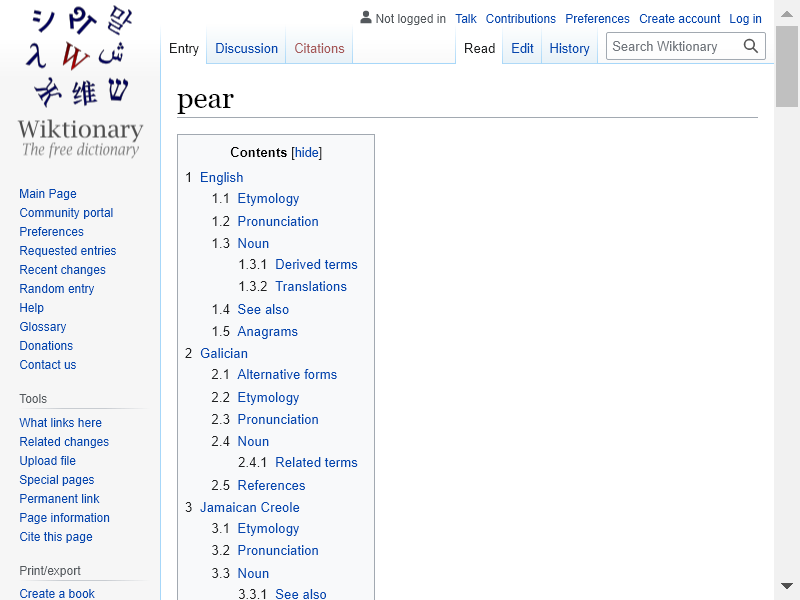 Not logged in Talk Contributions Preferences Create account Log in
Entry Discussion Citations Read Edit History Search Wiktionary
シ 말
λ W ش
维 ש
Wiktionary
The free dictionary
pear
Contents [hide]
1 English
1.1 Etymology
1.2 Pronunciation
1.3 Noun
1.3.1 Derived terms
1.3.2 Translations
1.4 See also
1.5 Anagrams
2 Galician
2.1 Alternative forms
2.2 Etymology
2.3 Pronunciation
2.4 Noun
2.4.1 Related terms
2.5 References
3 Jamaican Creole
3.1 Etymology
3.2 Pronunciation
3.3 Noun
3.3.1 See also
Main Page
Community portal
Preferences
Requested entries
Recent changes
Random entry
Help
Glossary
Donations
Contact us
Tools
What links here
Related changes
Upload file
Special pages
Permanent link
Page information
Cite this page
Print/export
Create a book